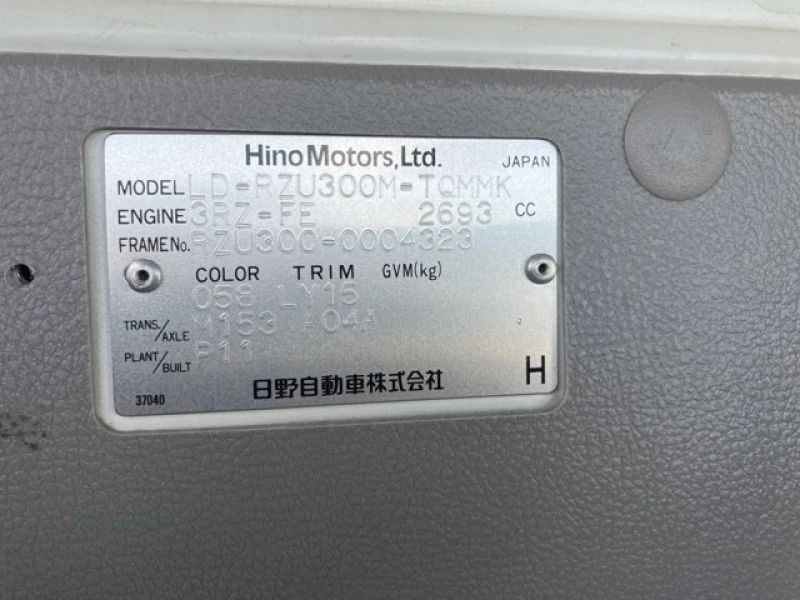 Hino Motors, Ltd. JAPAN
MODEL LD-RZU300M-TQMMK
ENGINE 3RZ-FE 2693 CC
FRAME No. RZU300-0004323
COLOR TRIM GVM(kg)
058 LY15
TRANS./AXLE M153 A04A
PLANT/BUILT P11
37040 日野自動車株式会社 H